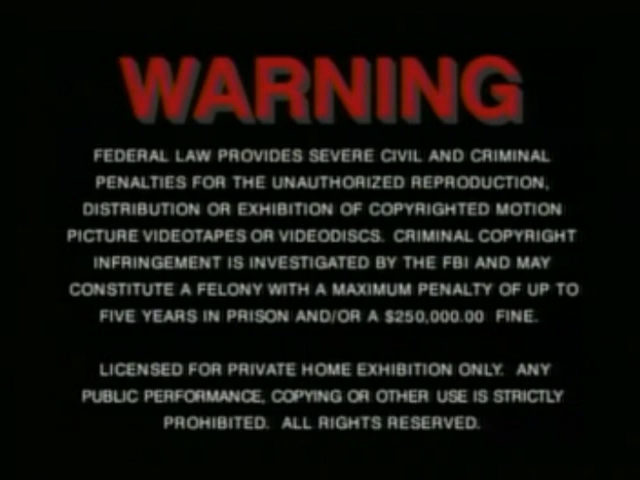 WARNING
FEDERAL LAW PROVIDES SEVERE CIVIL AND CRIMINAL
PENALTIES FOR THE UNAUTHORIZED REPRODUCTION,
DISTRIBUTION OR EXHIBITION OF COPYRIGHTED MOTION
PICTURE VIDEOTAPES OR VIDEODISCS. CRIMINAL COPYRIGHT
INFRINGEMENT IS INVESTIGATED BY THE FBI AND MAY
CONSTITUTE A FELONY WITH A MAXIMUM PENALTY OF UP TO
FIVE YEARS IN PRISON AND/OR A $250,000.00 FINE.
LICENSED FOR PRIVATE HOME EXHIBITION ONLY. ANY
PUBLIC PERFORMANCE, COPYING OR OTHER USE IS STRICTLY
PROHIBITED. ALL RIGHTS RESERVED.